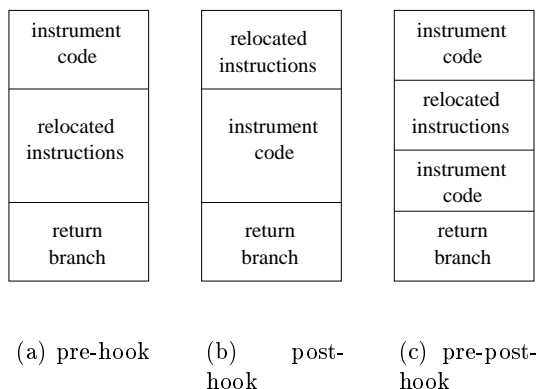 instrument
code
relocated
instructions
return
branch
(a) pre-hook
relocated
instructions
instrument
code
return
branch
(b) post-
hook
instrument
code
relocated
instructions
instrument
code
return
branch
(c) pre-post-
hook